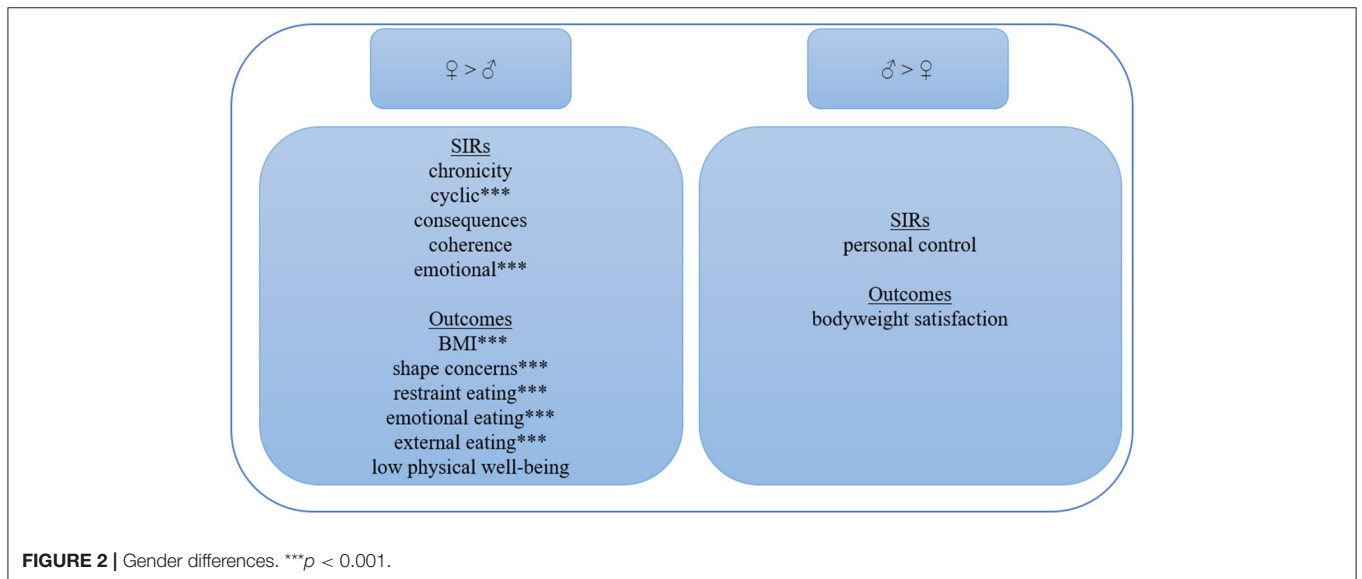 ♀ > ♂
SIRs
chronicity
cyclic***
consequences
coherence
emotional***
Outcomes
BMI***
shape concerns***
restraint eating***
emotional eating***
external eating***
low physical well-being
♂ > ♀
SIRs
personal control
Outcomes
bodyweight satisfaction
FIGURE 2 | Gender differences. ***p < 0.001.